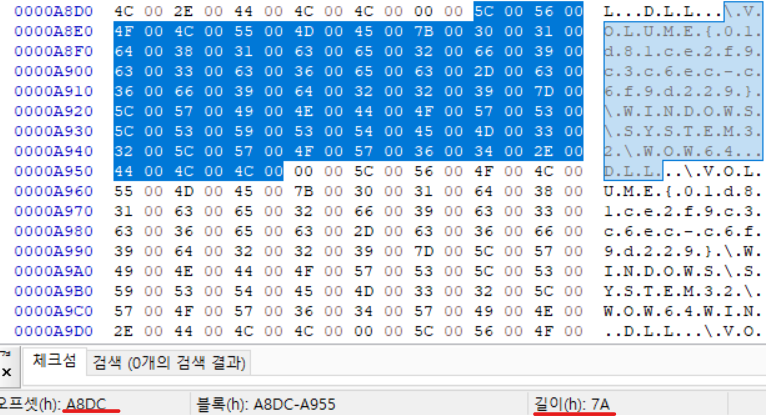 0000A8D0 4C 00 2E 00 44 00 4C 00 4C 00 00 00 5C 00 56 00 L...D.L.L...\.V.
0000A8E0 4F 00 4C 00 55 00 4D 00 45 00 7B 00 30 00 31 00 O.L.U.M.E.{.0.1.
0000A8F0 64 00 38 00 31 00 63 00 65 00 32 00 66 00 39 00 d.8.1.c.e.2.f.9.
0000A900 63 00 33 00 63 00 36 00 65 00 63 00 2D 00 63 00 c.3.c.6.e.c.-.c.
0000A910 36 00 66 00 39 00 64 00 32 00 32 00 39 00 7D 00 6.f.9.d.2.2.9.}.
0000A920 5C 00 57 00 49 00 4E 00 44 00 4F 00 57 00 53 00 \.W.I.N.D.O.W.S.
0000A930 5C 00 53 00 59 00 53 00 54 00 45 00 4D 00 33 00 \.S.Y.S.T.E.M.3.
0000A940 32 00 5C 00 57 00 4F 00 57 00 36 00 34 00 2E 00 2.\.W.O.W.6.4...
0000A950 44 00 4C 00 4C 00 00 00 5C 00 56 00 4F 00 4C 00 D.L.L...\.V.O.L.
0000A960 55 00 4D 00 45 00 7B 00 30 00 31 00 64 00 38 00 U.M.E.{.0.1.d.8.
0000A970 31 00 63 00 65 00 32 00 66 00 39 00 63 00 33 00 1.c.e.2.f.9.c.3.
0000A980 63 00 36 00 65 00 63 00 2D 00 63 00 36 00 66 00 c.6.e.c.-.c.6.f.
0000A990 39 00 64 00 32 00 32 00 39 00 7D 00 5C 00 57 00 9.d.2.2.9.}.\.W.
0000A9A0 49 00 4E 00 44 00 4F 00 57 00 53 00 5C 00 53 00 I.N.D.O.W.S.\.S.
0000A9B0 59 00 53 00 54 00 45 00 4D 00 33 00 32 00 5C 00 Y.S.T.E.M.3.2.\.
0000A9C0 57 00 4F 00 57 00 36 00 34 00 57 00 49 00 4E 00 W.O.W.6.4.W.I.N.
0000A9D0 2E 00 44 00 4C 00 4C 00 00 00 5C 00 56 00 4F 00 ..D.L.L...\.V.O.
체크섬 검색 (0개의 검색 결과)
오프셋(h): A8DC 블록(h): A8DC-A955 길이(h): 7A